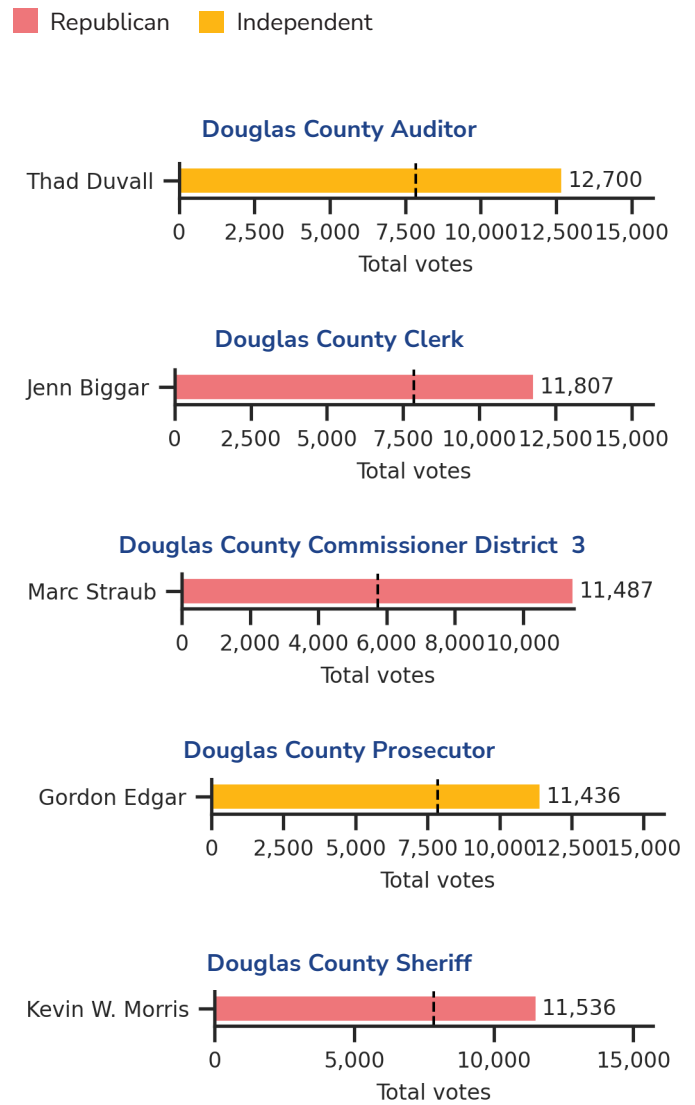 Republican Independent
Douglas County Auditor
Thad Duvall 12,700
0 2,500 5,000 7,500 10,000 12,500 15,000
Total votes
Douglas County Clerk
Jenn Biggar 11,807
0 2,500 5,000 7,500 10,000 12,500 15,000
Total votes
Douglas County Commissioner District 3
Marc Straub 11,487
0 2,000 4,000 6,000 8,000 10,000
Total votes
Douglas County Prosecutor
Gordon Edgar 11,436
0 2,500 5,000 7,500 10,000 12,500 15,000
Total votes
Douglas County Sheriff
Kevin W. Morris 11,536
0 5,000 10,000 15,000
Total votes